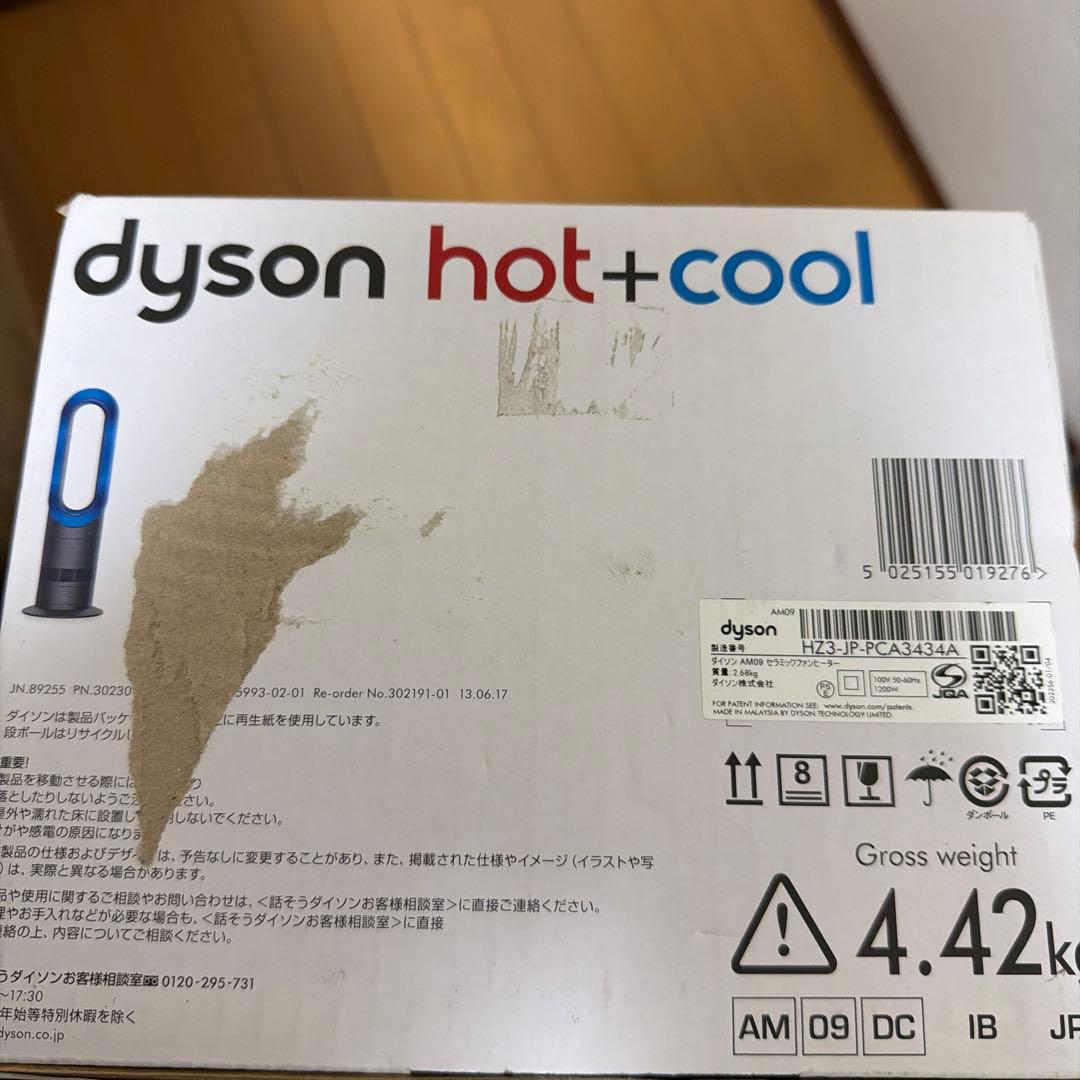 dyson hot+cool
5 025155 019276 >
AM09
dyson
製造番号 HZ3-JP-PCA3434A
ダイソン AM09 セラミックファンヒーター
質量: 2.68kg
ダイソン株式会社
PS E
100V 50-60Hz
1200W
JQA
302356-01/04
FOR PATENT INFORMATION SEE: www.dyson.com/patents
MADE IN MALAYSIA BY DYSON TECHNOLOGY LIMITED
JN.89255 PN.30230 5993-02-01 Re-order No.302191-01 13.06.17
ダイソンは製品パッケ に再生紙を使用しています。
段ボールはリサイクル
重要!
製品を移動させる際に り
落としたりしないようご さい。
屋外や濡れた床に設置し 用しないでください。
けがや感電の原因になりま
製品の仕様およびデザ は、予告なしに変更することがあり、また、掲載された仕様やイメージ（イラストや写
）は、実際と異なる場合があります。
品や使用に関するご相談やお問い合わせは、＜話そうダイソンお客様相談室＞に直接ご連絡ください。
理やお手入れなどが必要な場合も、＜話そうダイソンお客様相談室＞に直接
連絡の上、内容についてご相談ください。
うダイソンお客様相談室 0120-295-731
～17:30
年始等特別休暇を除く
dyson.co.jp
8
ダンボール
プラ
PE
Gross weight
4.42kg
AM 09 DC IB JP